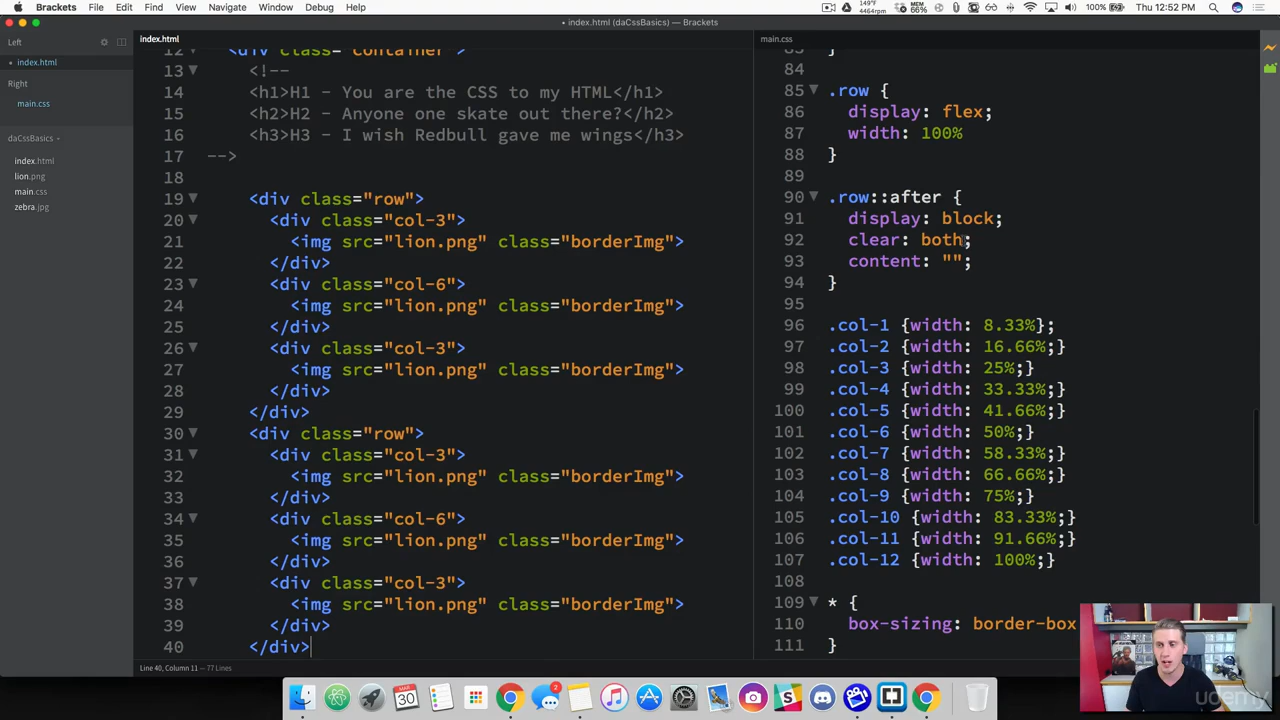 Brackets File Edit Find View Navigate Window Debug Help 149°F 4464rpm MEM 66% 100% Thu 12:52 PM
index.html (daCssBasics) — Brackets
Left
index.html
Right
main.css
daCssBasics
index.html
lion.png
main.css
zebra.jpg
index.html
12 <div class="container">
13 <!--
14 <h1>H1 - You are the CSS to my HTML</h1>
15 <h2>H2 - Anyone one skate out there?</h2>
16 <h3>H3 - I wish Redbull gave me wings</h3>
17 -->
18
19 <div class="row">
20 <div class="col-3">
21 <img src="lion.png" class="borderImg">
22 </div>
23 <div class="col-6">
24 <img src="lion.png" class="borderImg">
25 </div>
26 <div class="col-3">
27 <img src="lion.png" class="borderImg">
28 </div>
29 </div>
30 <div class="row">
31 <div class="col-3">
32 <img src="lion.png" class="borderImg">
33 </div>
34 <div class="col-6">
35 <img src="lion.png" class="borderImg">
36 </div>
37 <div class="col-3">
38 <img src="lion.png" class="borderImg">
39 </div>
40 </div>
main.css
83 }
84
85 .row {
86 display: flex;
87 width: 100%
88 }
89
90 .row::after {
91 display: block;
92 clear: both;
93 content: "";
94 }
95
96 .col-1 {width: 8.33%};
97 .col-2 {width: 16.66%;}
98 .col-3 {width: 25%;}
99 .col-4 {width: 33.33%;}
100 .col-5 {width: 41.66%;}
101 .col-6 {width: 50%;}
102 .col-7 {width: 58.33%;}
103 .col-8 {width: 66.66%;}
104 .col-9 {width: 75%;}
105 .col-10 {width: 83.33%;}
106 .col-11 {width: 91.66%;}
107 .col-12 {width: 100%;}
108
109 * {
110 box-sizing: border-box
111 }
Line 40, Column 11 — 77 Lines
MAR
30
2
udemy